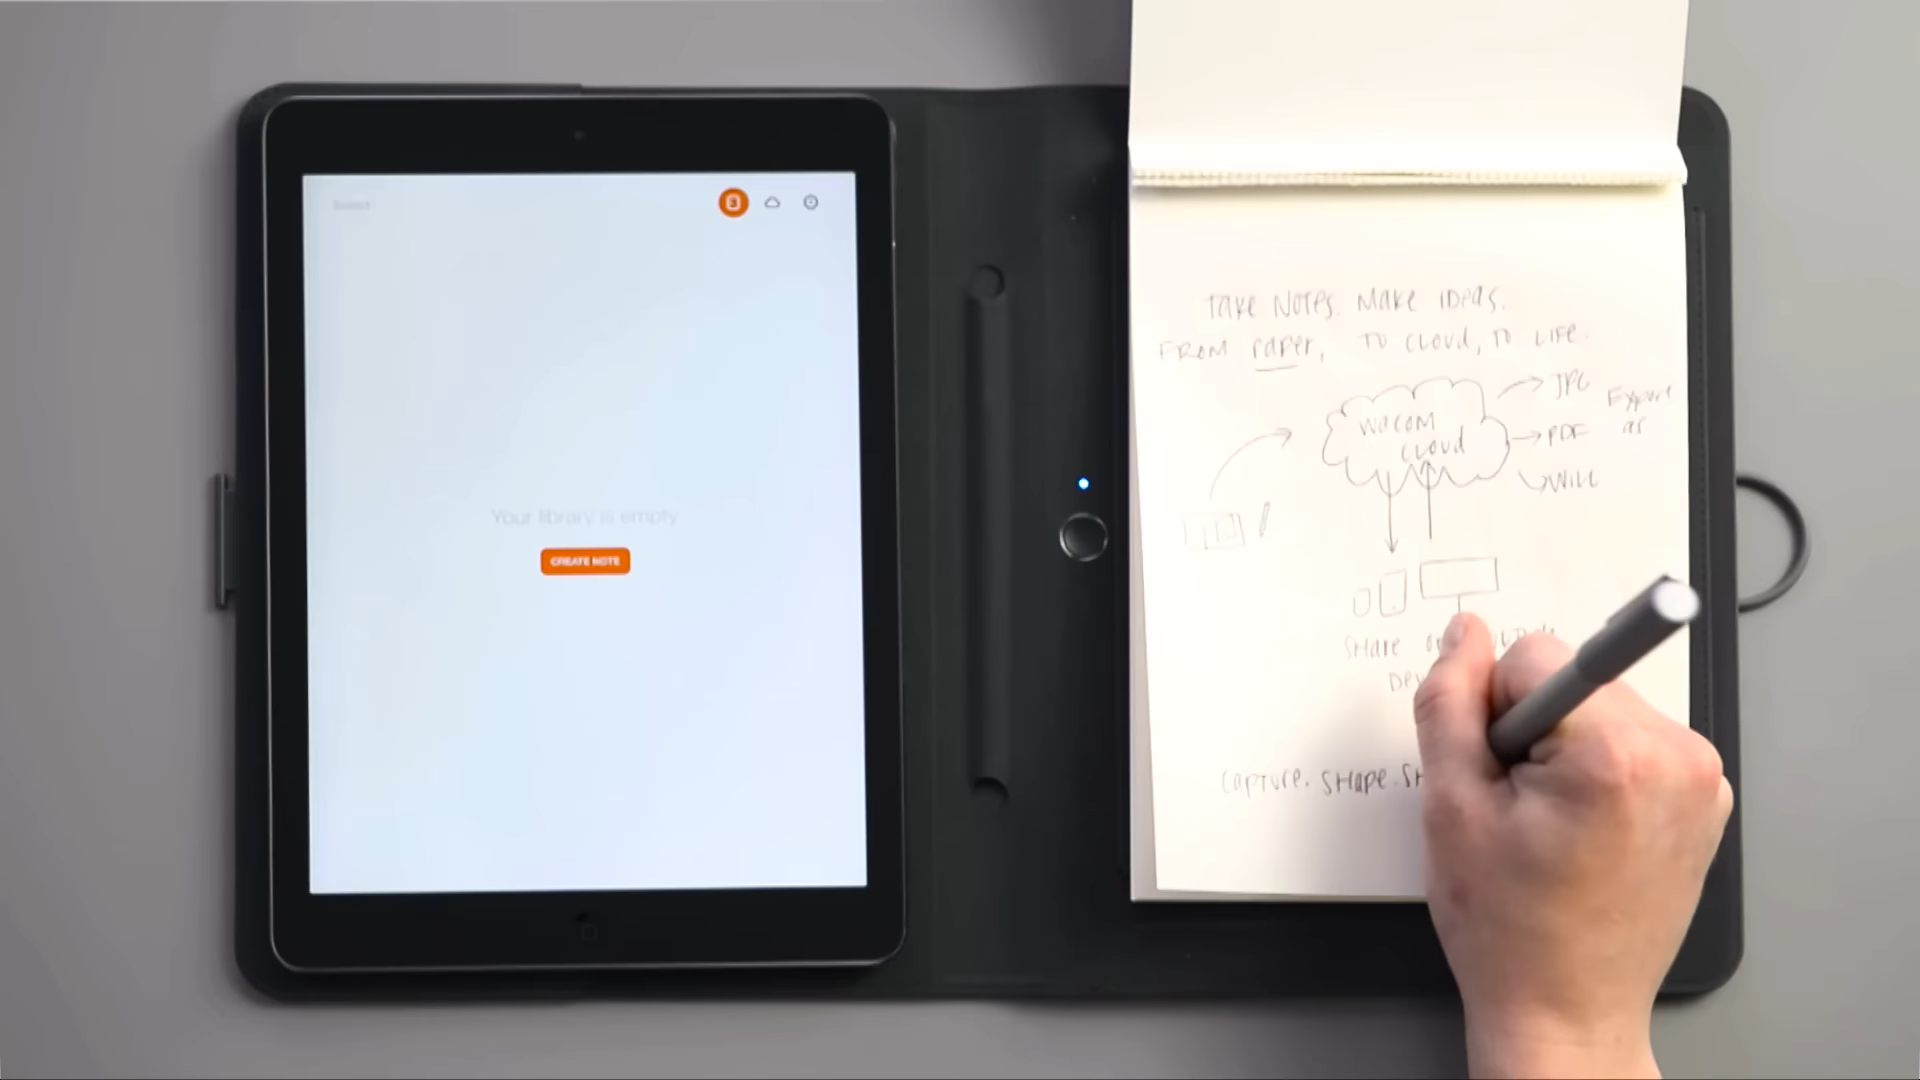 Select
Your library is empty
CREATE NOTE
TAKE NOTES. MAKE IDEAS.
FROM PAPER, TO CLOUD, TO LIFE.
WACOM
CLOUD
JPG
PDF
WILL
Export
as
SHARE
CAPTURE. SHAPE.